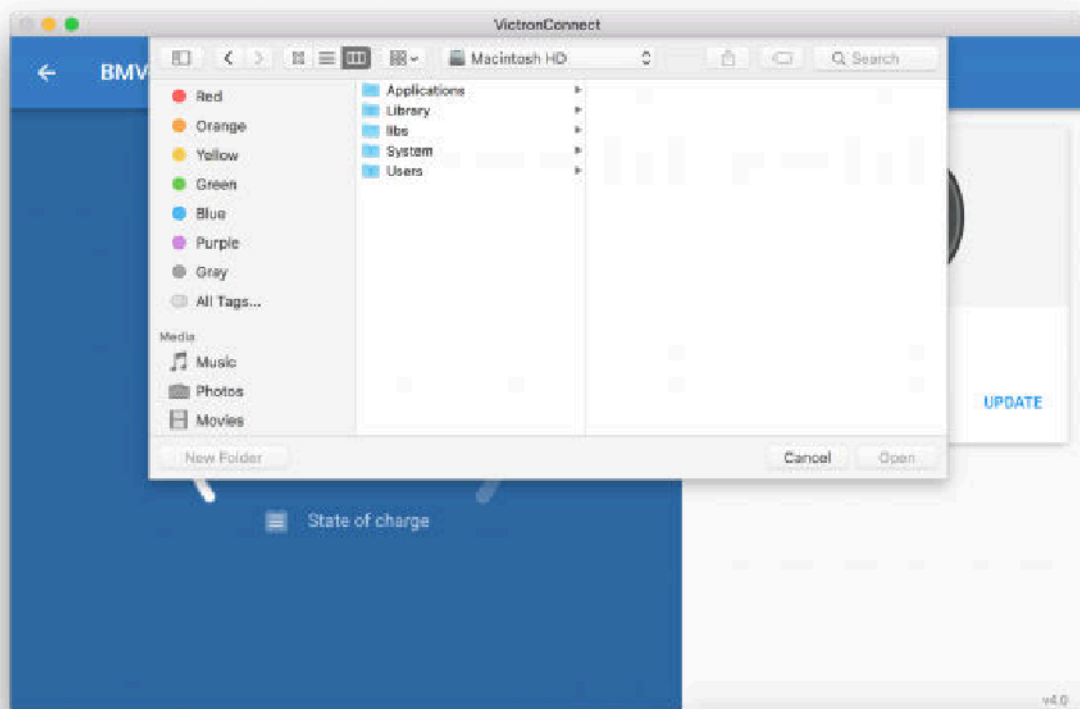 VictronConnect
BMV
Macintosh HD
Search
Red
Orange
Yellow
Green
Blue
Purple
Gray
All Tags...
Media
Music
Photos
Movies
Applications
Library
libs
System
Users
New Folder
Cancel
Open
UPDATE
State of charge
v4.0